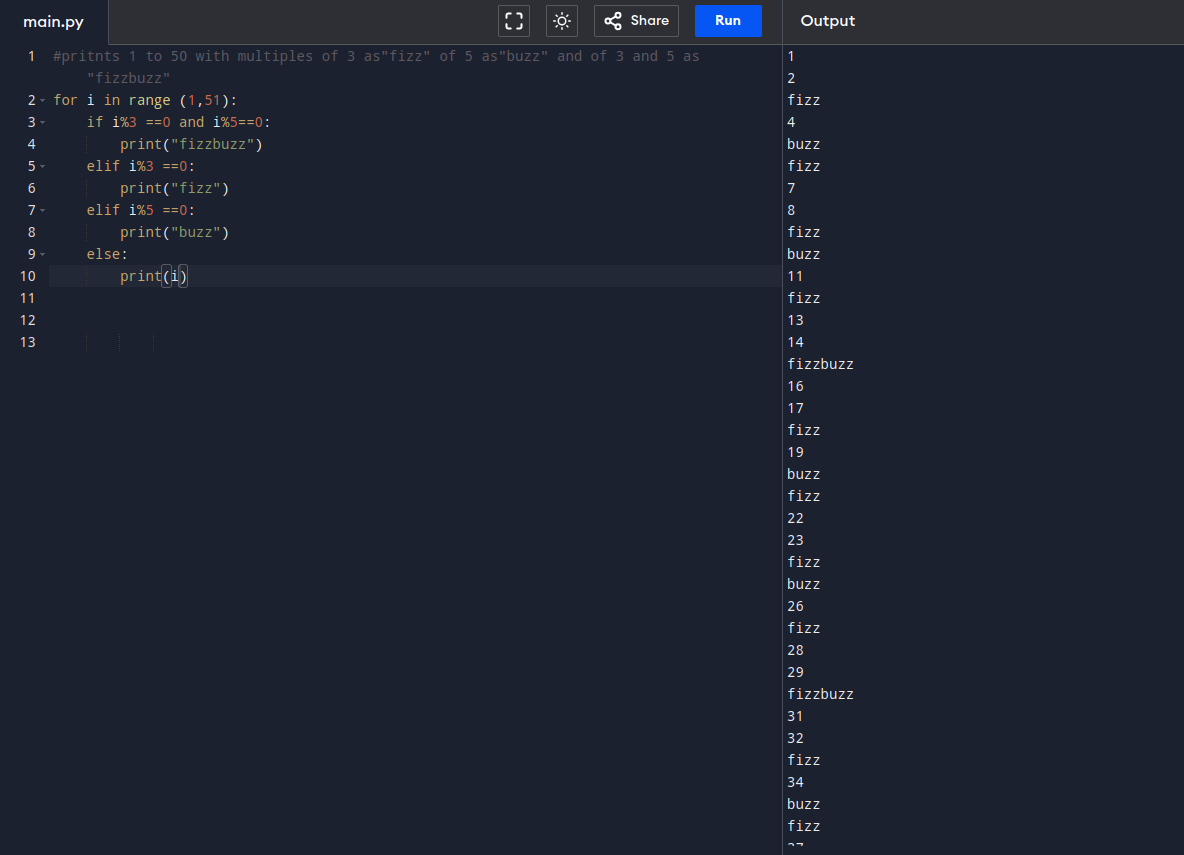 main.py
Share
Run
Output
1 #pritnts 1 to 50 with multiples of 3 as"fizz" of 5 as"buzz" and of 3 and 5 as
"fizzbuzz"
2 for i in range (1,51):
3     if i%3 ==0 and i%5==0:
4         print("fizzbuzz")
5     elif i%3 ==0:
6         print("fizz")
7     elif i%5 ==0:
8         print("buzz")
9     else:
10         print(i)
11
12
13
1
2
fizz
4
buzz
fizz
7
8
fizz
buzz
11
fizz
13
14
fizzbuzz
16
17
fizz
19
buzz
fizz
22
23
fizz
buzz
26
fizz
28
29
fizzbuzz
31
32
fizz
34
buzz
fizz
37